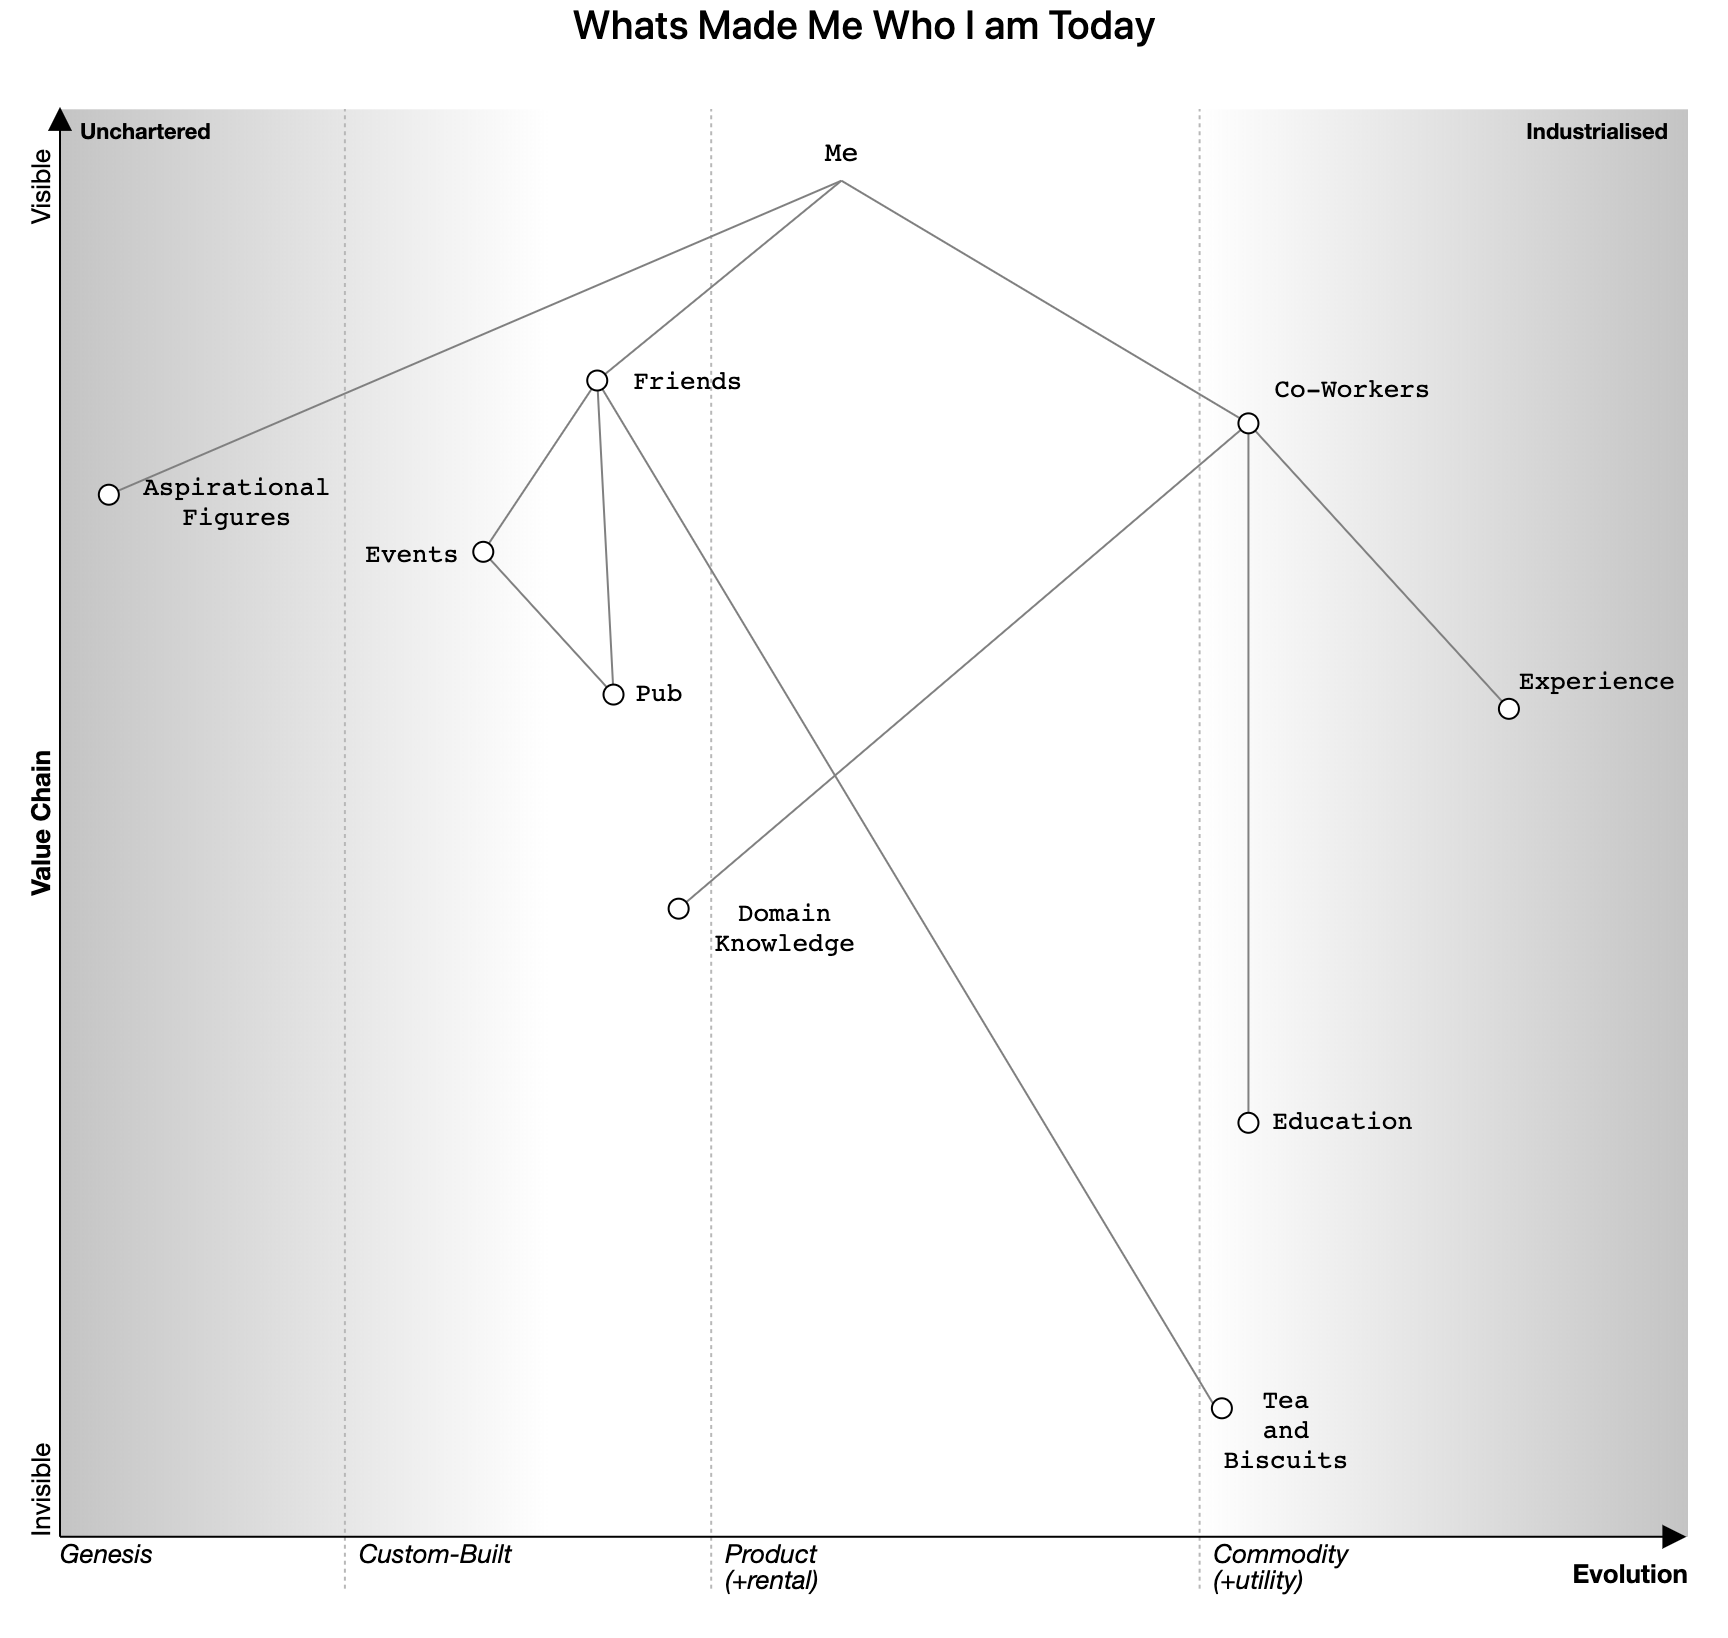 Whats Made Me Who I am Today
Unchartered
Industrialised
Visible
Value Chain
Invisible
Me
Friends
Co-Workers
Aspirational
Figures
Events
Pub
Experience
Domain
Knowledge
Education
Tea
and
Biscuits
Genesis
Custom-Built
Product
(+rental)
Commodity
(+utility)
Evolution